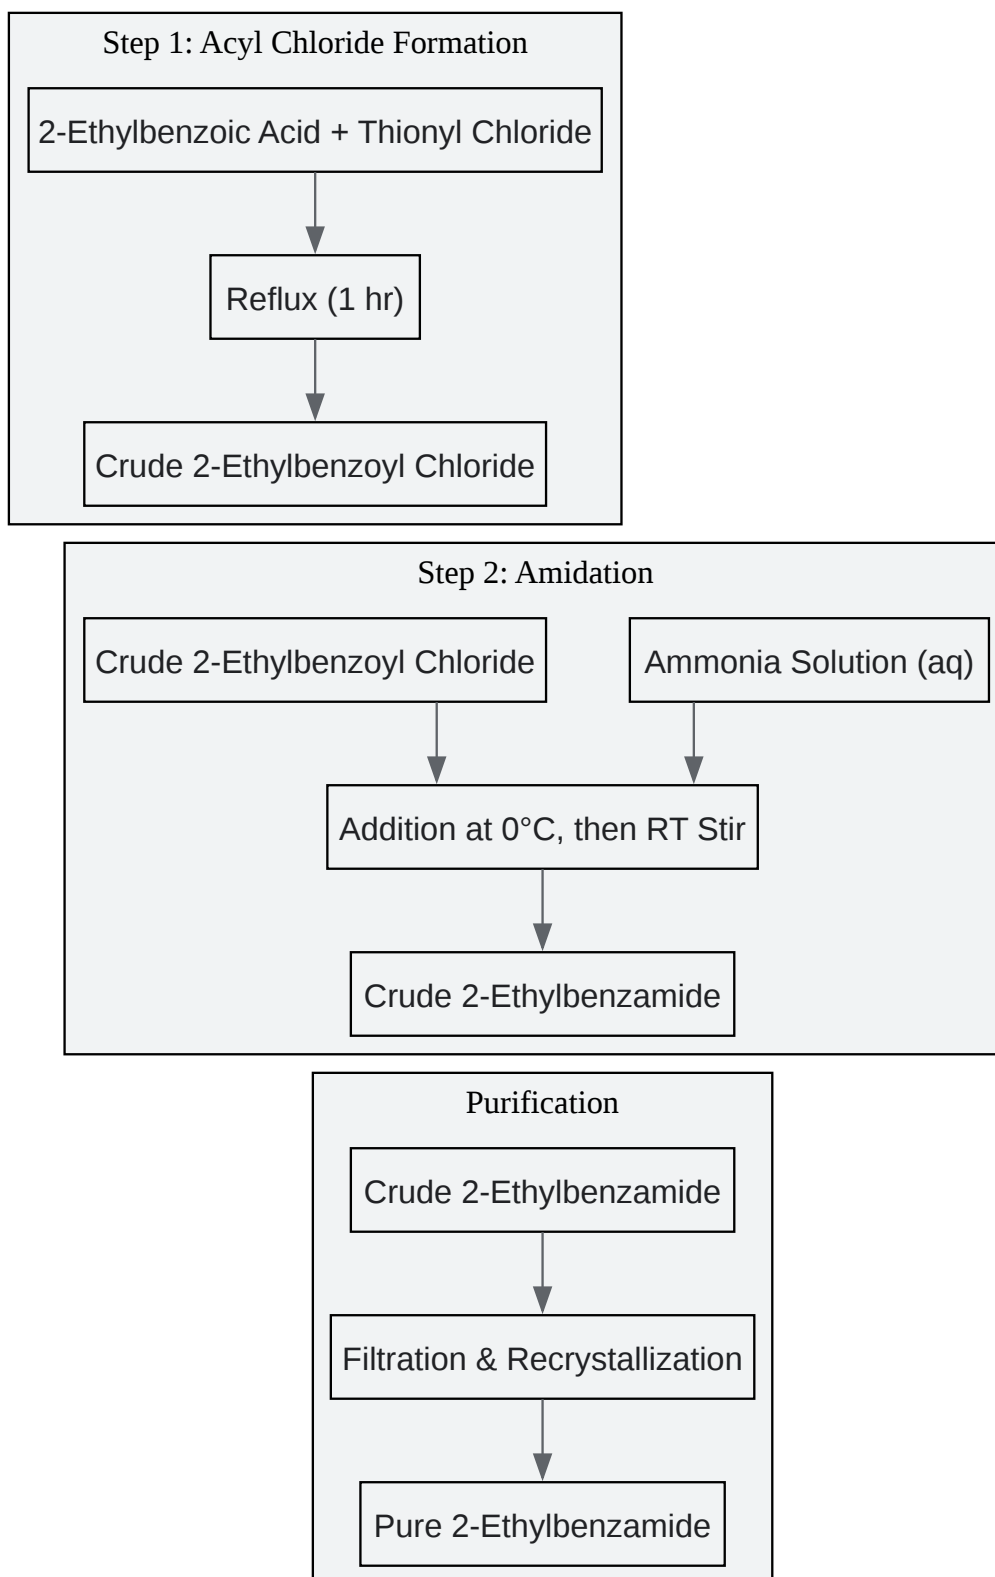 Step 1: Acyl Chloride Formation
2-Ethylbenzoic Acid + Thionyl Chloride
Reflux (1 hr)
Crude 2-Ethylbenzoyl Chloride
Step 2: Amidation
Crude 2-Ethylbenzoyl Chloride
Ammonia Solution (aq)
Addition at 0°C, then RT Stir
Crude 2-Ethylbenzamide
Purification
Crude 2-Ethylbenzamide
Filtration & Recrystallization
Pure 2-Ethylbenzamide